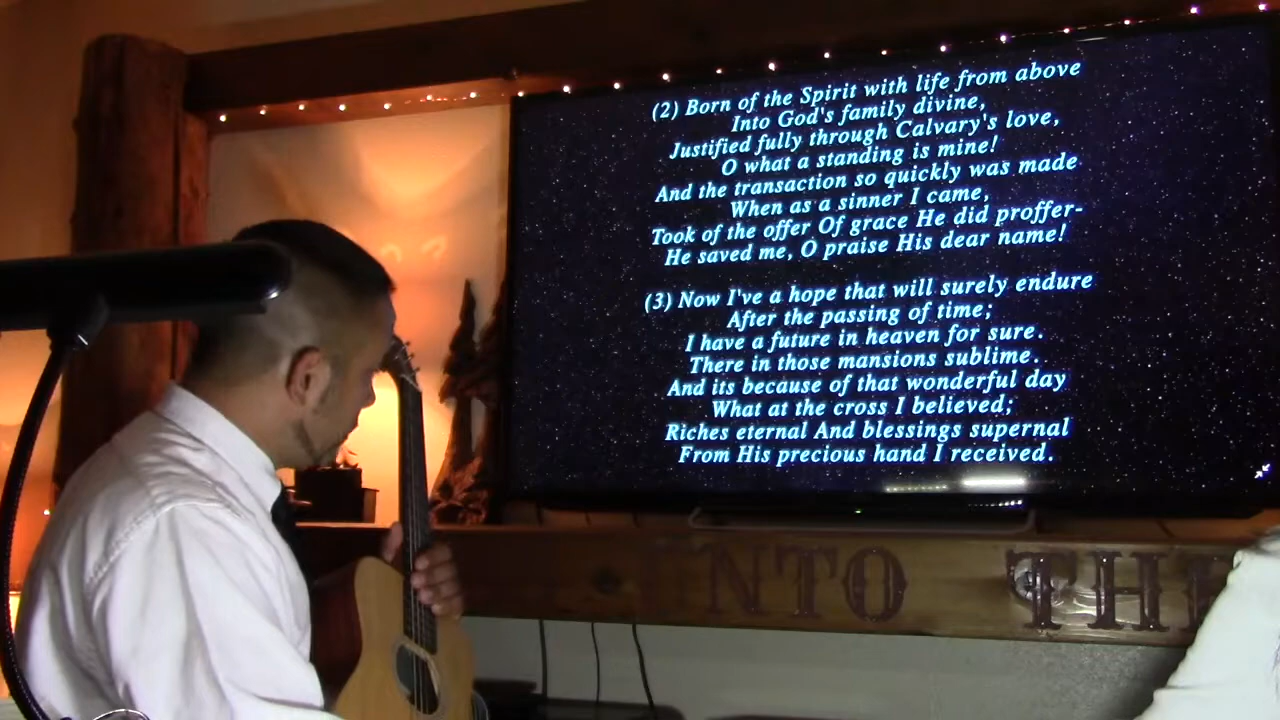 (2) Born of the Spirit with life from above
Into God's family divine,
Justified fully through Calvary's love,
O what a standing is mine!
And the transaction so quickly was made
When as a sinner I came,
Took of the offer Of grace He did proffer-
He saved me, O praise His dear name!
(3) Now I've a hope that will surely endure
After the passing of time;
I have a future in heaven for sure.
There in those mansions sublime.
And its because of that wonderful day
What at the cross I believed;
Riches eternal And blessings supernal
From His precious hand I received.
NTO THE